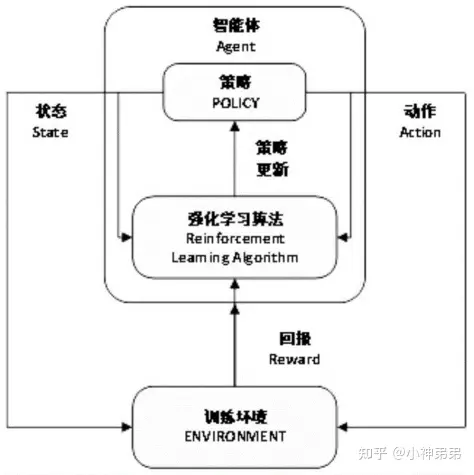 智能体
Agent
策略
POLICY
状态
State
动作
Action
策略
更新
强化学习算法
Reinforcement
Learning Algorithm
回报
Reward
训练环境
ENVIRONMENT
知乎 @小神弟弟